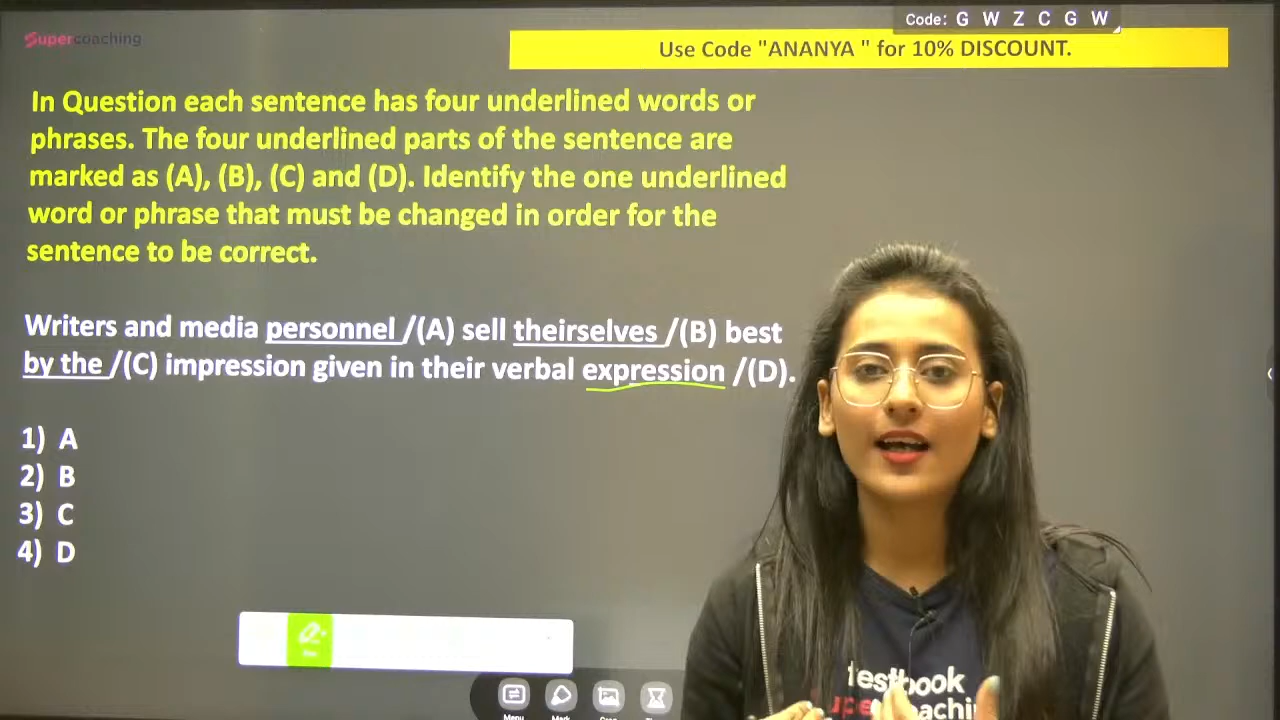 Code: G W Z C G W
Supercoaching
Use Code "ANANYA " for 10% DISCOUNT.
In Question each sentence has four underlined words or
phrases. The four underlined parts of the sentence are
marked as (A), (B), (C) and (D). Identify the one underlined
word or phrase that must be changed in order for the
sentence to be correct.
Writers and media personnel /(A) sell theirselves /(B) best
by the /(C) impression given in their verbal expression /(D).
1) A
2) B
3) C
4) D
Menu
testbook